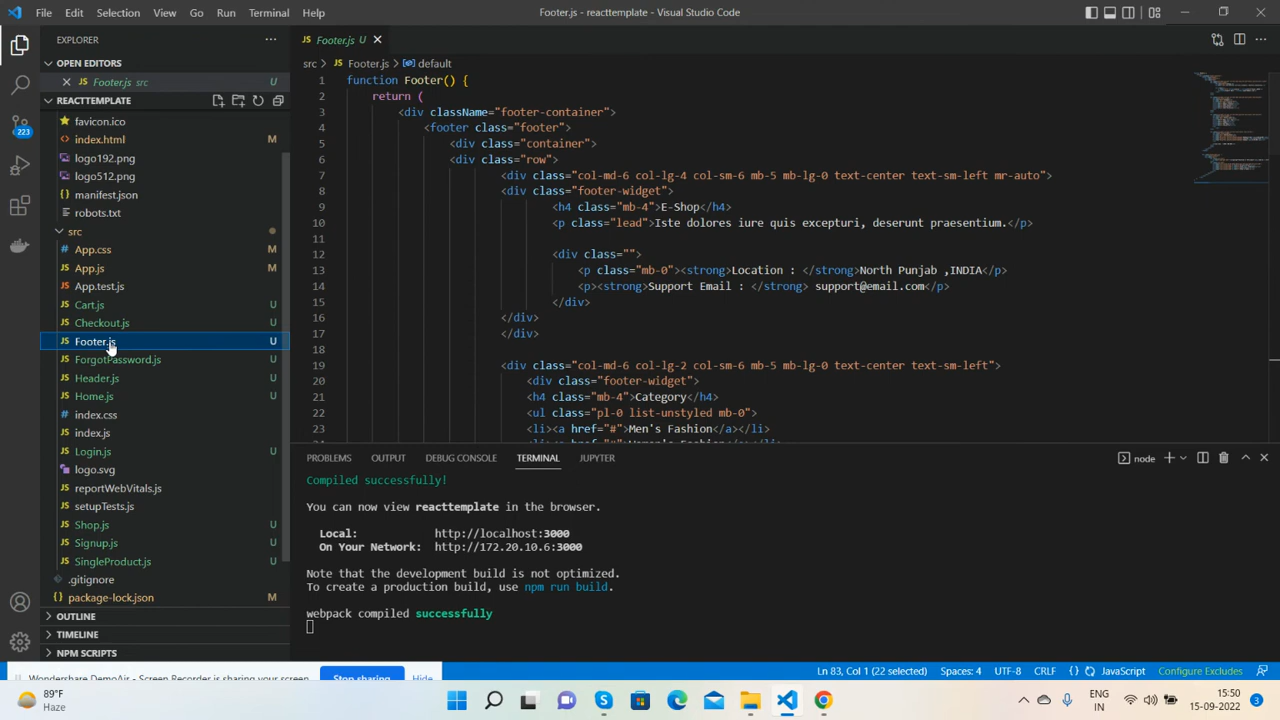 File Edit Selection View Go Run Terminal Help
Footer.js - reacttemplate - Visual Studio Code
EXPLORER
OPEN EDITORS
Footer.js src U
REACTTEMPLATE
favicon.ico
index.html M
logo192.png
logo512.png
manifest.json
robots.txt
src
App.css M
App.js M
App.test.js
Cart.js U
Checkout.js U
Footer.js U
ForgotPassword.js U
Header.js U
Home.js U
index.css
index.js
Login.js U
logo.svg
reportWebVitals.js
setupTests.js
Shop.js U
Signup.js U
SingleProduct.js U
.gitignore
package-lock.json M
OUTLINE
TIMELINE
NPM SCRIPTS
223
Footer.js U
src > Footer.js > default
1 function Footer() {
2 return (
3 <div className="footer-container">
4 <footer class="footer">
5 <div class="container">
6 <div class="row">
7 <div class="col-md-6 col-lg-4 col-sm-6 mb-5 mb-lg-0 text-center text-sm-left mr-auto">
8 <div class="footer-widget">
9 <h4 class="mb-4">E-Shop</h4>
10 <p class="lead">Iste dolores iure quis excepturi, deserunt praesentium.</p>
11
12 <div class="">
13 <p class="mb-0"><strong>Location : </strong>North Punjab ,INDIA</p>
14 <p><strong>Support Email : </strong> support@email.com</p>
15 </div>
16 </div>
17 </div>
18
19 <div class="col-md-6 col-lg-2 col-sm-6 mb-5 mb-lg-0 text-center text-sm-left">
20 <div class="footer-widget">
21 <h4 class="mb-4">Category</h4>
22 <ul class="pl-0 list-unstyled mb-0">
23 <li><a href="#">Men's Fashion</a></li>
24 <li><a href="#">Women's Fashion</a></li>
PROBLEMS OUTPUT DEBUG CONSOLE TERMINAL JUPYTER
node
Compiled successfully!
You can now view reacttemplate in the browser.
Local: http://localhost:3000
On Your Network: http://172.20.10.6:3000
Note that the development build is not optimized.
To create a production build, use npm run build.
webpack compiled successfully
Wondershare DemoAir - Screen Recorder is sharing your screen. Stop sharing Hide
Ln 83, Col 1 (22 selected) Spaces: 4 UTF-8 CRLF {} JavaScript Configure Excludes
89°F
Haze
ENG
IN
15:50
15-09-2022
3